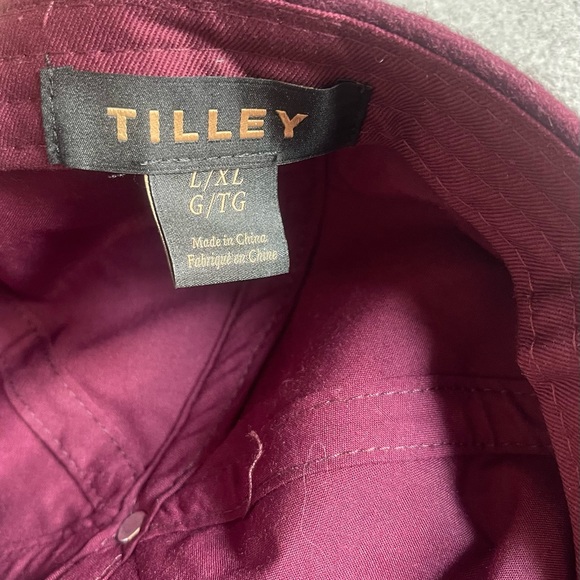 TILLEY
L/XL
G/TG
Made in China
Fabriqué en Chine